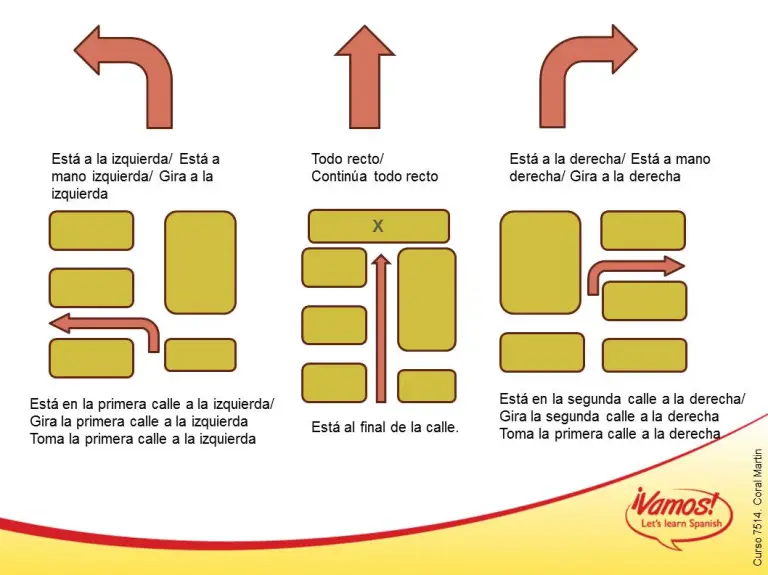 Está a la izquierda/ Está a
mano izquierda/ Gira a la
izquierda
Todo recto/
Continúa todo recto
Está a la derecha/ Está a mano
derecha/ Gira a la derecha
X
Está en la primera calle a la izquierda/
Gira la primera calle a la izquierda
Toma la primera calle a la izquierda
Está al final de la calle.
Está en la segunda calle a la derecha/
Gira la segunda calle a la derecha
Toma la primera calle a la derecha
¡Vamos!
Let's learn Spanish
Curso 7514. Coral Martín